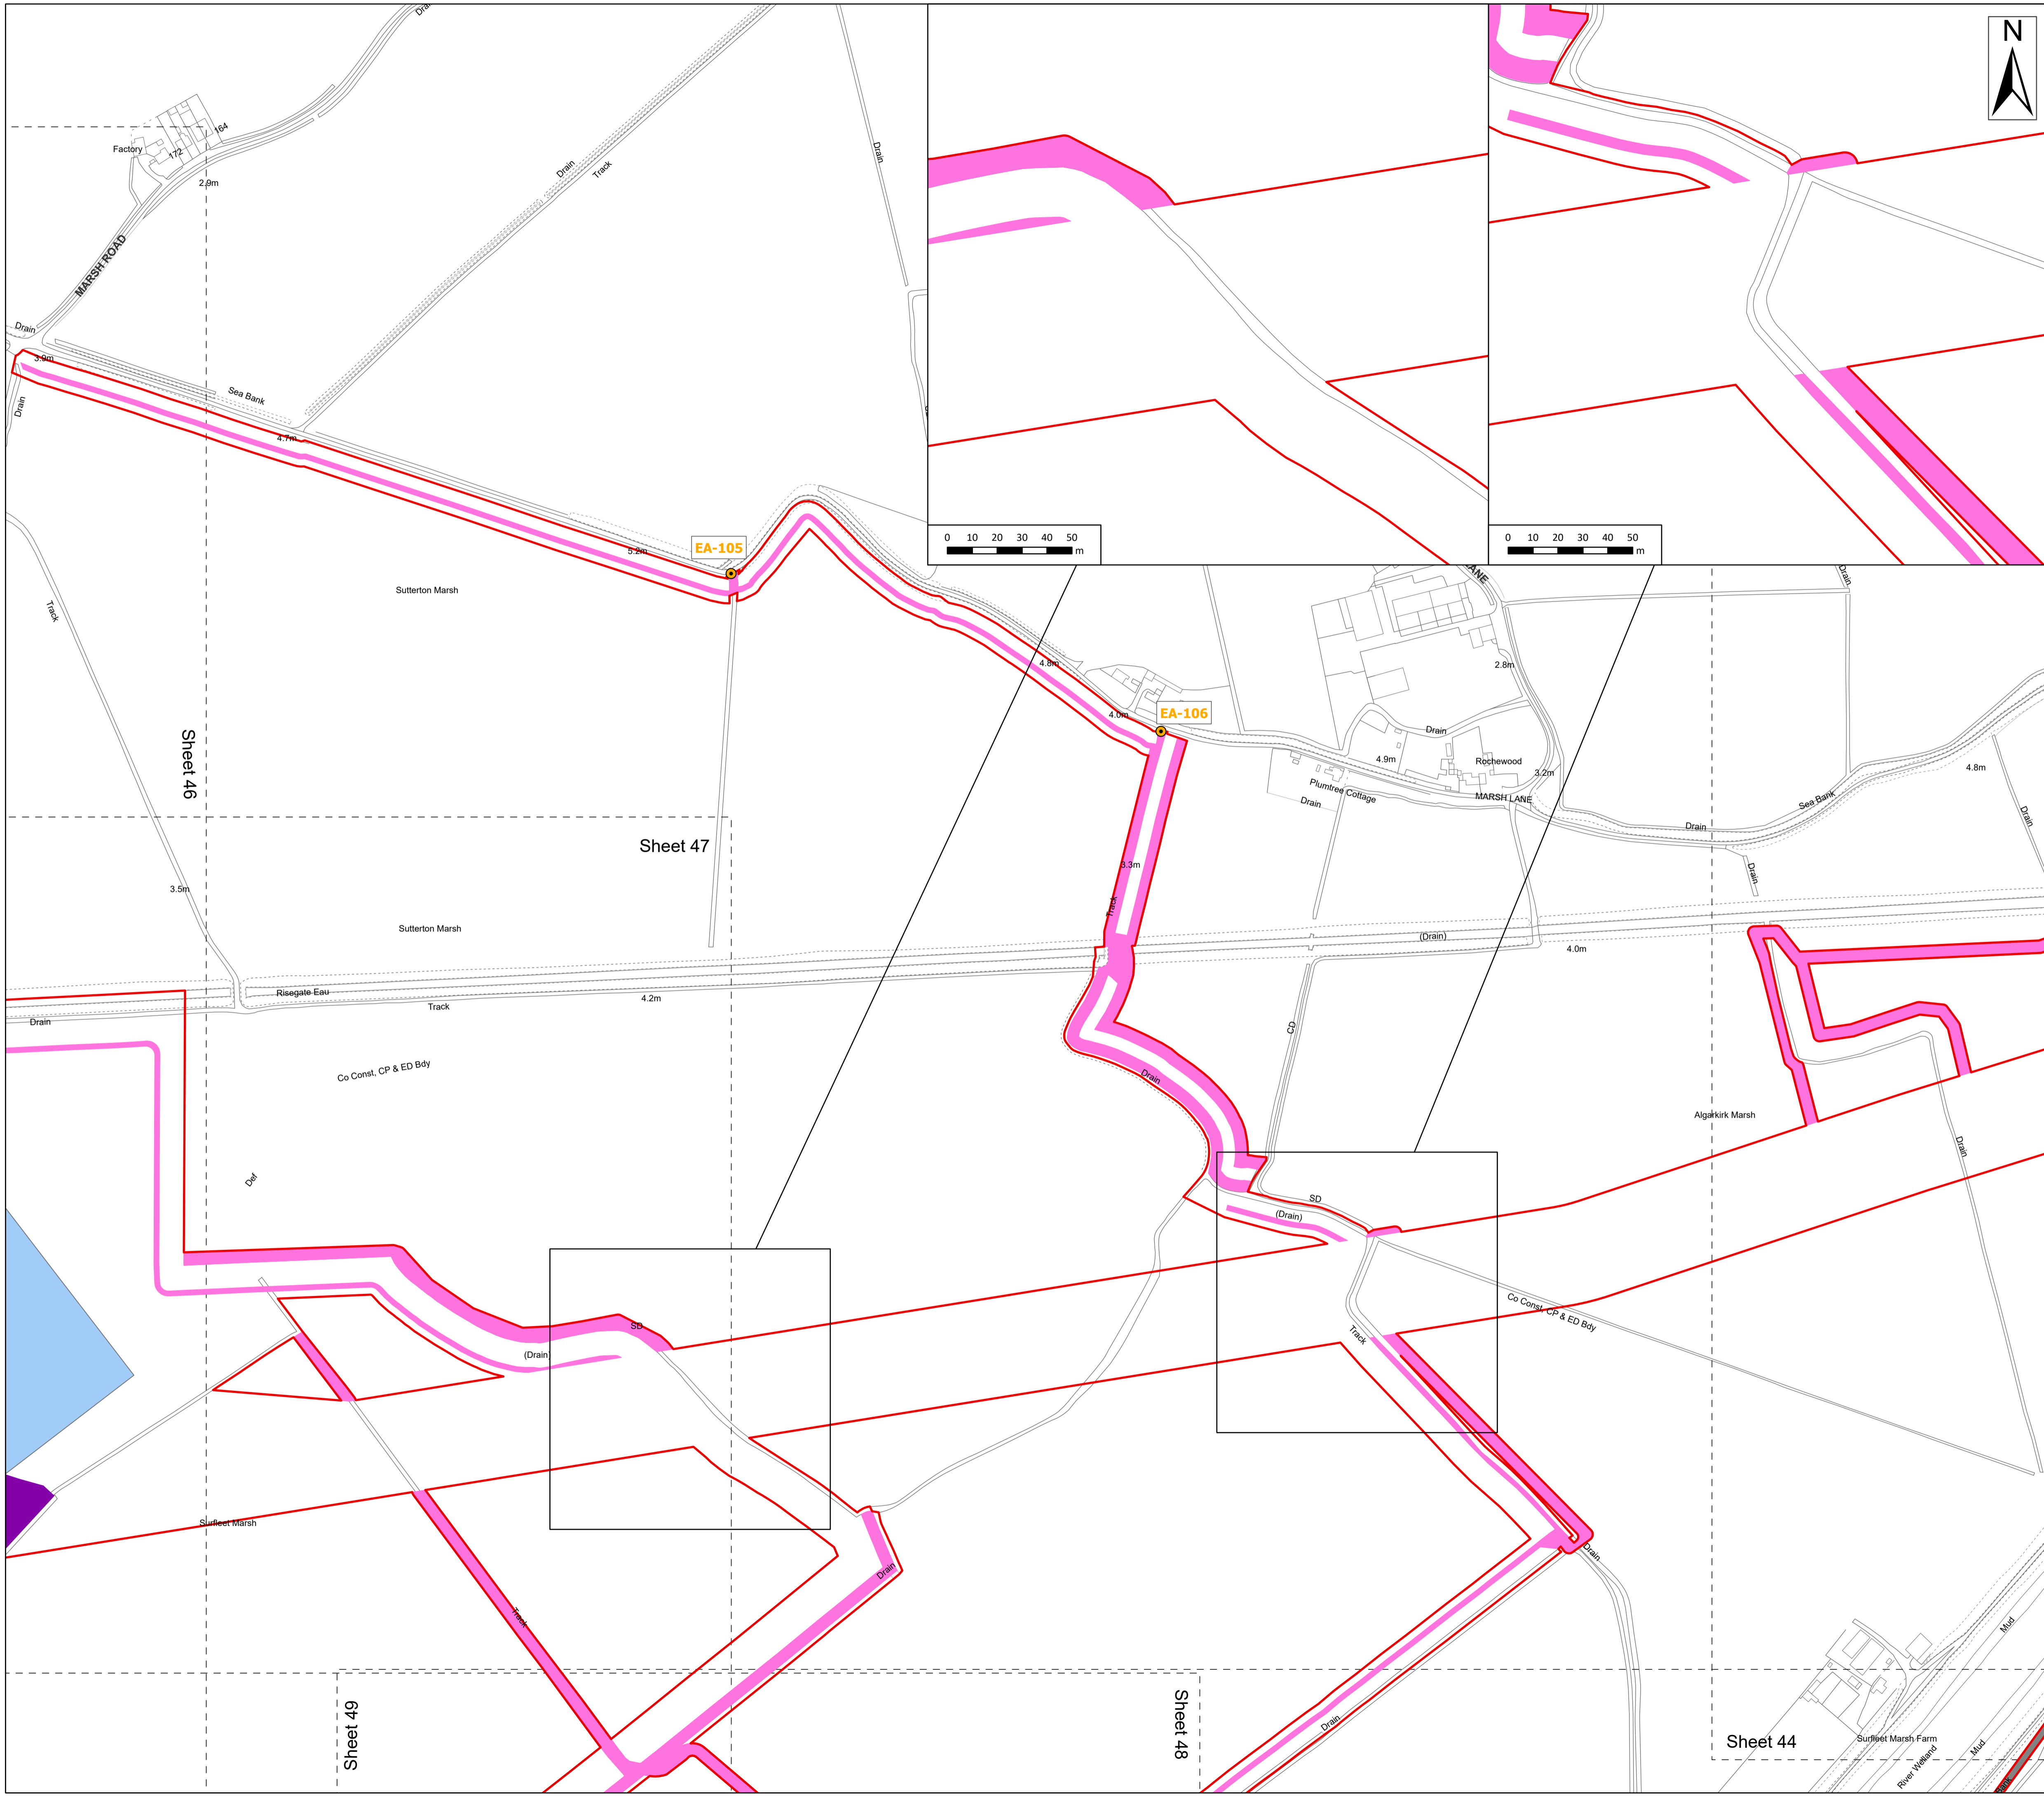 Drain
N
164
Factory
172
2.9m
Drain
Track
Drain
MARSH ROAD
Drain
3.9m
Drain
Sea Bank
4.7m
5.2m
EA-105
0 10 20 30 40 50 m
0 10 20 30 40 50 m
Sutterton Marsh
Track
Drain
2.8m
4.8m
4.0m
EA-106
Drain
4.9m
Rochewood
3.2m
4.8m
Plumtree Cottage
Drain
MARSH LANE
Sea Bank
Drain
Drain
Drain
Sheet 46
Sheet 47
3.3m
3.5m
Track
Sutterton Marsh
(Drain)
4.0m
Risegate Eau
4.2m
Track
Drain
CD
Co Const, CP & ED Bdy
Drain
Algarkirk Marsh
Drain
Def
SD
(Drain)
SD
(Drain)
Co Const, CP & ED Bdy
Track
Surfleet Marsh
Drain
Drain
Track
Mud
Drain
Sheet 49
Sheet 48
Sheet 44
Surfleet Marsh Farm
Mud
River Welland
Bank